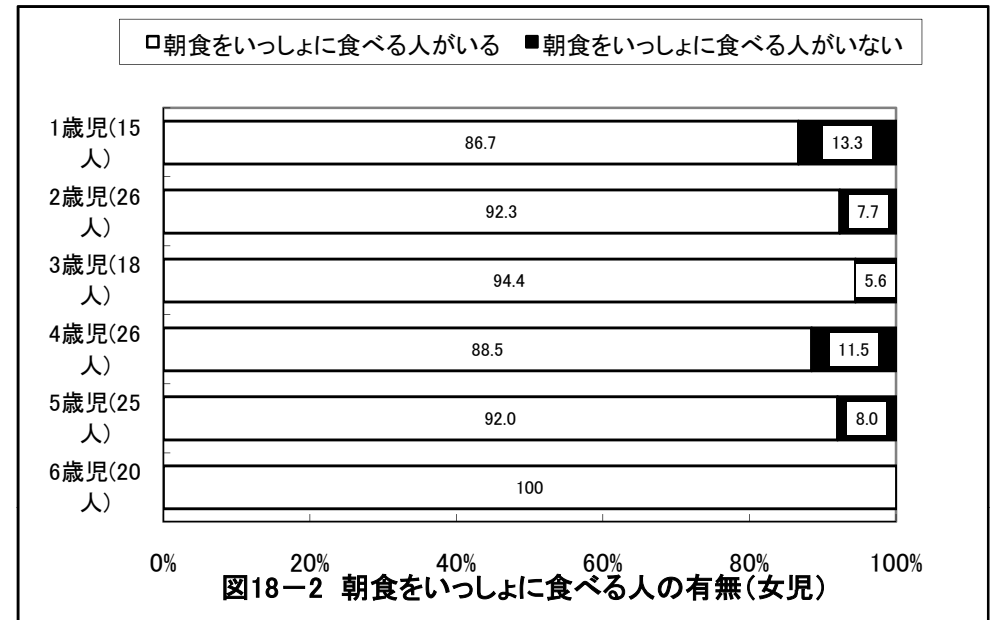 □朝食をいっしょに食べる人がいる ■朝食をいっしょに食べる人がいない
1歳児(15
人)
86.7 13.3
2歳児(26
人)
92.3 7.7
3歳児(18
人)
94.4 5.6
4歳児(26
人)
88.5 11.5
5歳児(25
人)
92.0 8.0
6歳児(20
人)
100
0% 20% 40% 60% 80% 100%
図18－2 朝食をいっしょに食べる人の有無(女児)